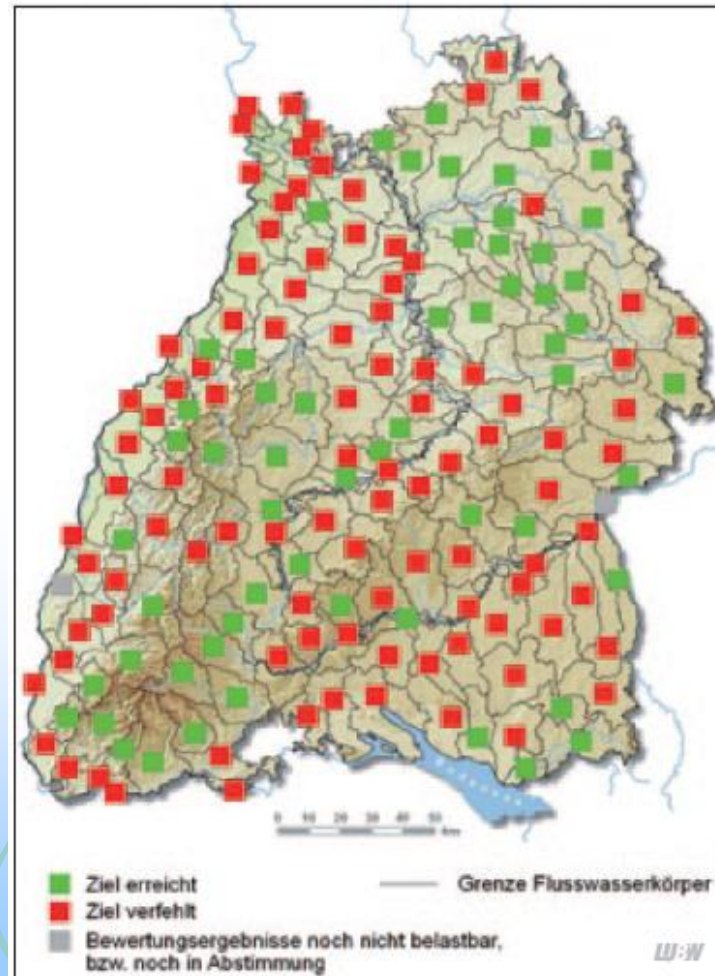 0 10 20 30 40 50
km
Ziel erreicht
Grenze Flusswasserkörper
Ziel verfehlt
Bewertungsergebnisse noch nicht belastbar,
bzw. noch in Abstimmung
LU:W